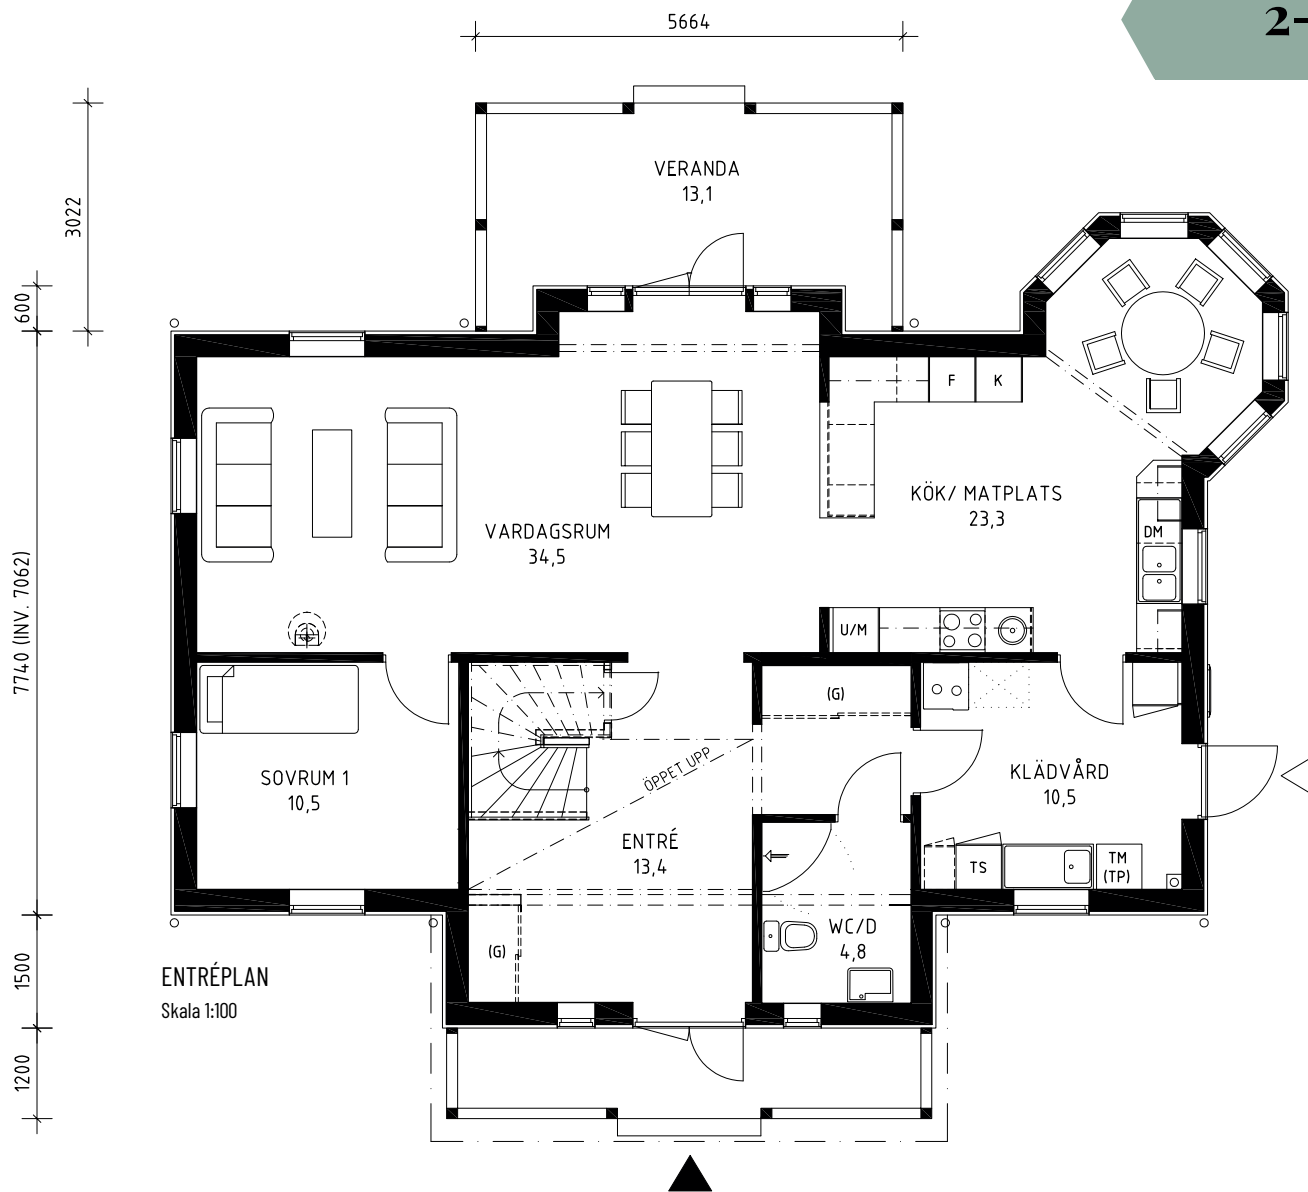 2-
5664
3022
600
7740 (INV. 7062)
1500
1200
VERANDA
13,1
F
K
KÖK/ MATPLATS
23,3
DM
VARDAGSRUM
34,5
U/M
(G)
SOVRUM 1
10,5
ÖPPET UPP
KLÄDVÅRD
10,5
ENTRÉ
13,4
TS
TM
(TP)
(G)
WC/D
4,8
ENTRÉPLAN
Skala 1:100